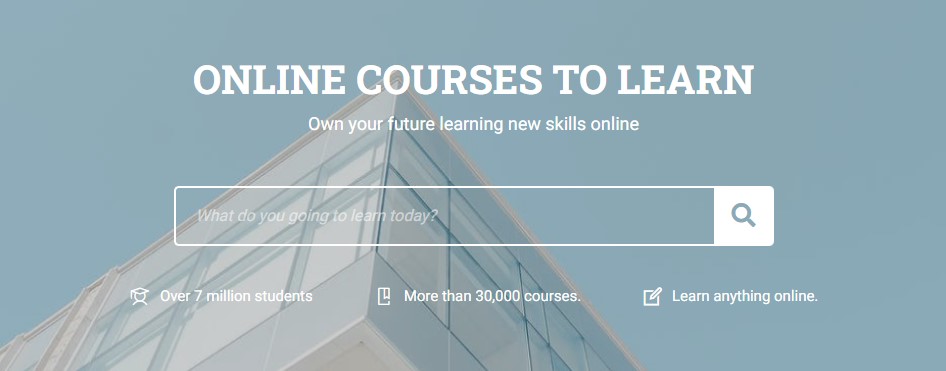 ONLINE COURSES TO LEARN
Own your future learning new skills online
What do you going to learn today?
Over 7 million students
More than 30,000 courses.
Learn anything online.